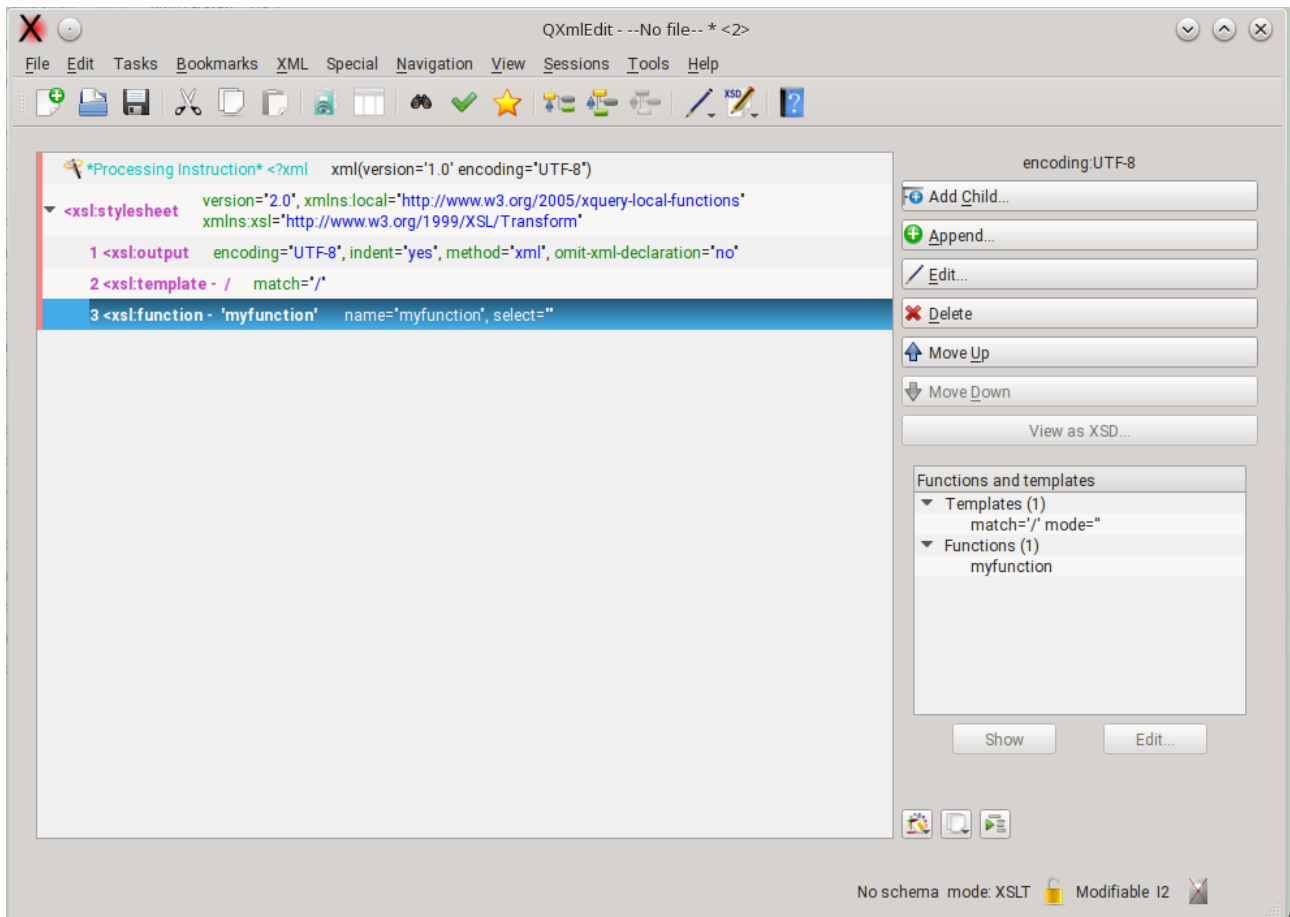 QXmlEdit - --No file-- * <2>
File Edit Tasks Bookmarks XML Special Navigation View Sessions Tools Help
XSD
?
*Processing Instruction* <?xml xml(version='1.0' encoding="UTF-8")
<xsl:stylesheet version="2.0", xmlns:local="http://www.w3.org/2005/xquery-local-functions"
xmlns:xsl="http://www.w3.org/1999/XSL/Transform"
1 <xsl:output encoding="UTF-8", indent="yes", method="xml", omit-xml-declaration="no"
2 <xsl:template - / match="/"
3 <xsl:function - 'myfunction' name="myfunction", select=""
encoding:UTF-8
Add Child...
Append...
Edit...
Delete
Move Up
Move Down
View as XSD...
Functions and templates
Templates (1)
match='/' mode=''
Functions (1)
myfunction
Show Edit...
No schema mode: XSLT Modifiable I2